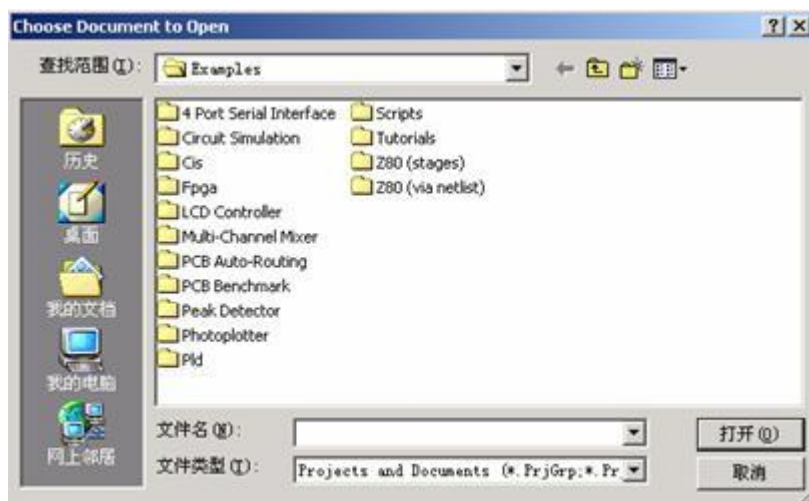 Choose Document to Open
查找范围(I): Examples
历史
桌面
我的文档
我的电脑
网上邻居
4 Port Serial Interface
Circuit Simulation
Cis
Fpga
LCD Controller
Multi-Channel Mixer
PCB Auto-Routing
PCB Benchmark
Peak Detector
Photoplotter
Pld
Scripts
Tutorials
Z80 (stages)
Z80 (via netlist)
文件名(N):
打开(O)
文件类型(T): Projects and Documents (*.PrjGrp;*.Pr
取消